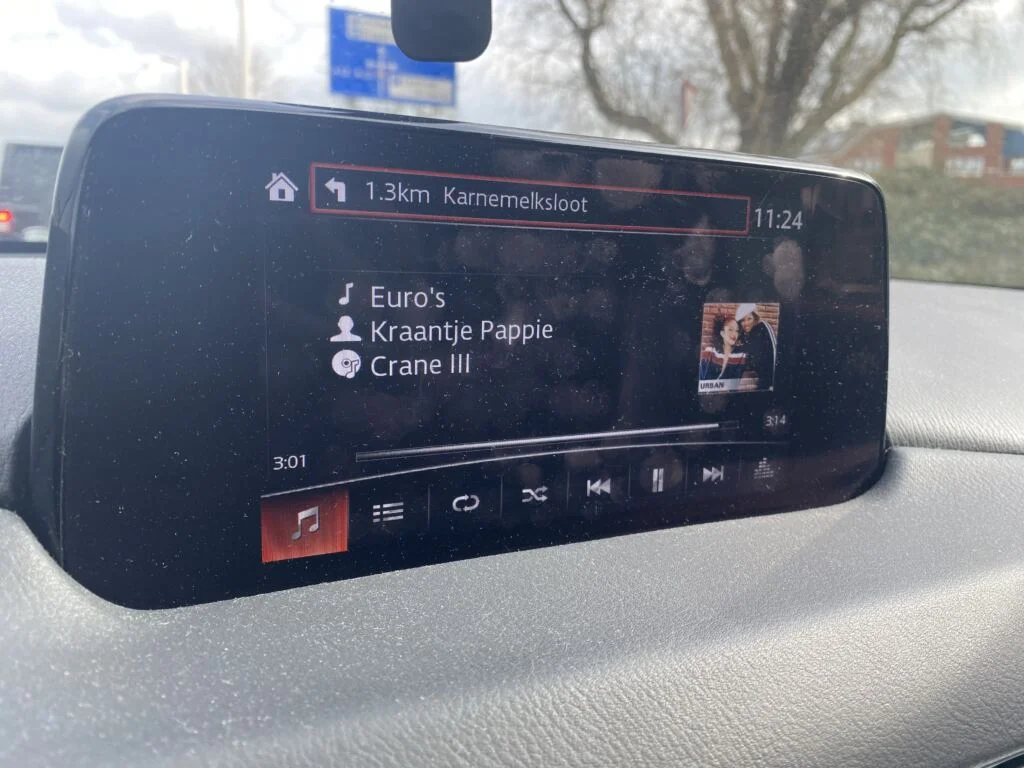 1.3km Karnemelksloot
11:24
Euro's
Kraantje Pappie
Crane III
URBAN
3:14
3:01